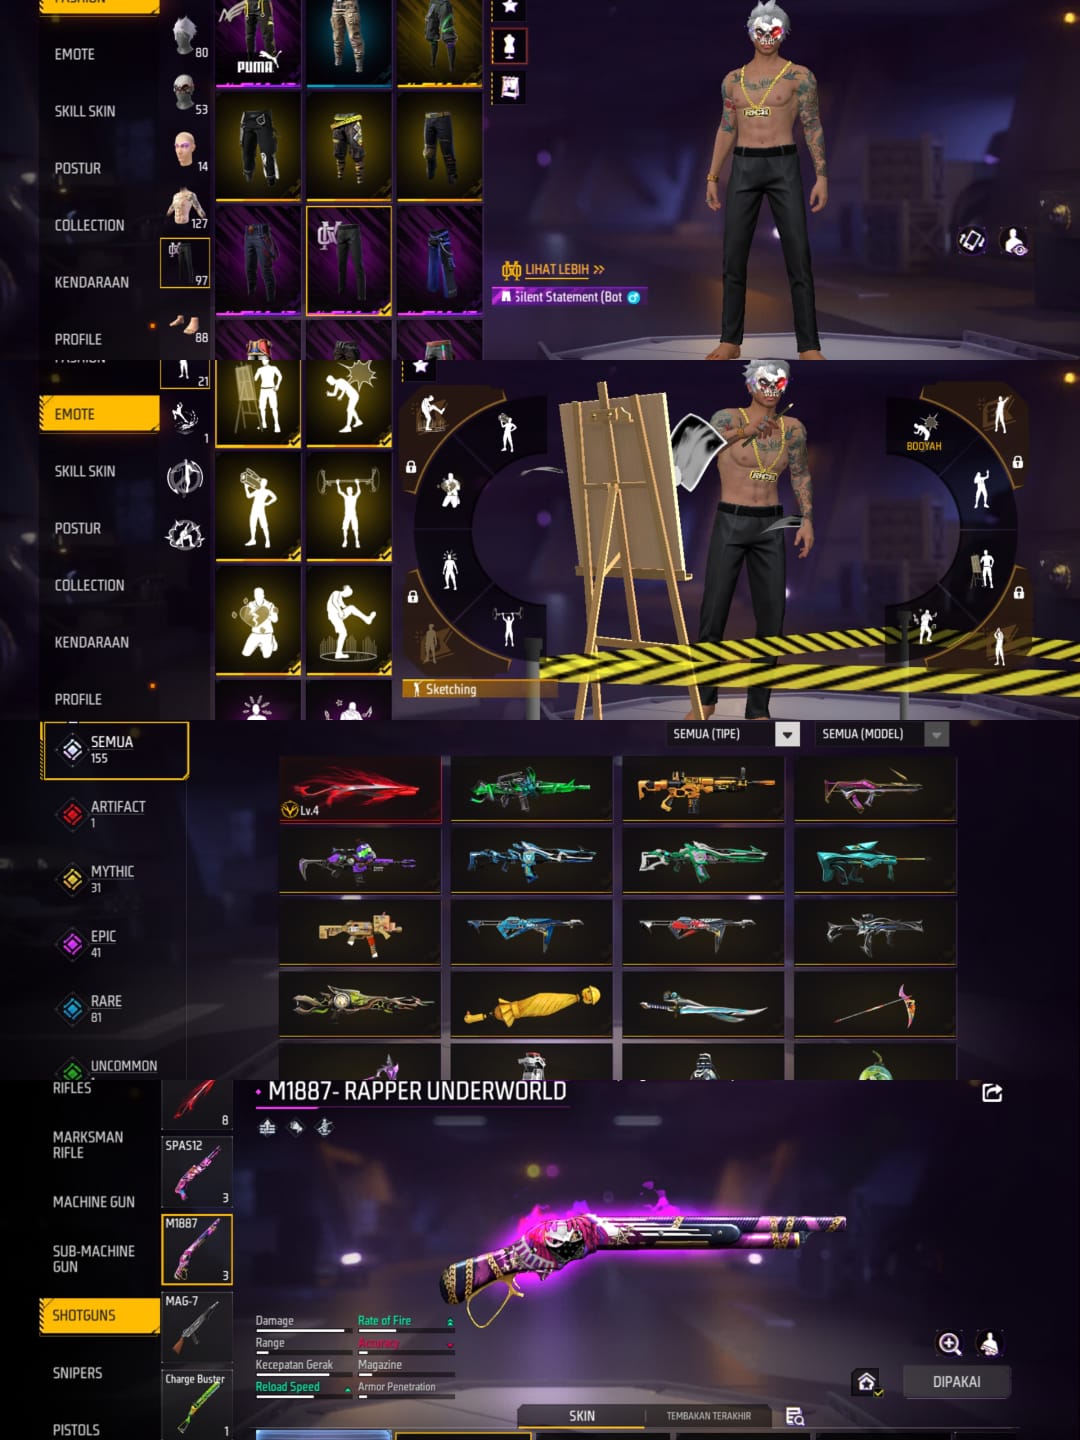 FASHION
EMOTE
SKILL SKIN
POSTUR
COLLECTION
KENDARAAN
PROFILE
80
53
14
127
97
88
PUMA
RICH
LIHAT LEBIH >>
Silent Statement (Bot
FASHION
EMOTE
SKILL SKIN
POSTUR
COLLECTION
KENDARAAN
PROFILE
21
1
BOOYAH
RICH
Sketching
SEMUA
155
ARTIFACT
1
MYTHIC
31
EPIC
41
RARE
81
UNCOMMON
SEMUA (TIPE)
SEMUA (MODEL)
Lv.4
RIFLES
MARKSMAN
RIFLE
MACHINE GUN
SUB-MACHINE
GUN
SHOTGUNS
SNIPERS
PISTOLS
8
SPAS12
3
M1887
3
MAG-7
Charge Buster
1
M1887- RAPPER UNDERWORLD
Damage
Rate of Fire
Range
Accuracy
Kecepatan Gerak
Magazine
Reload Speed
Armor Penetration
DIPAKAI
SKIN
TEMBAKAN TERAKHIR